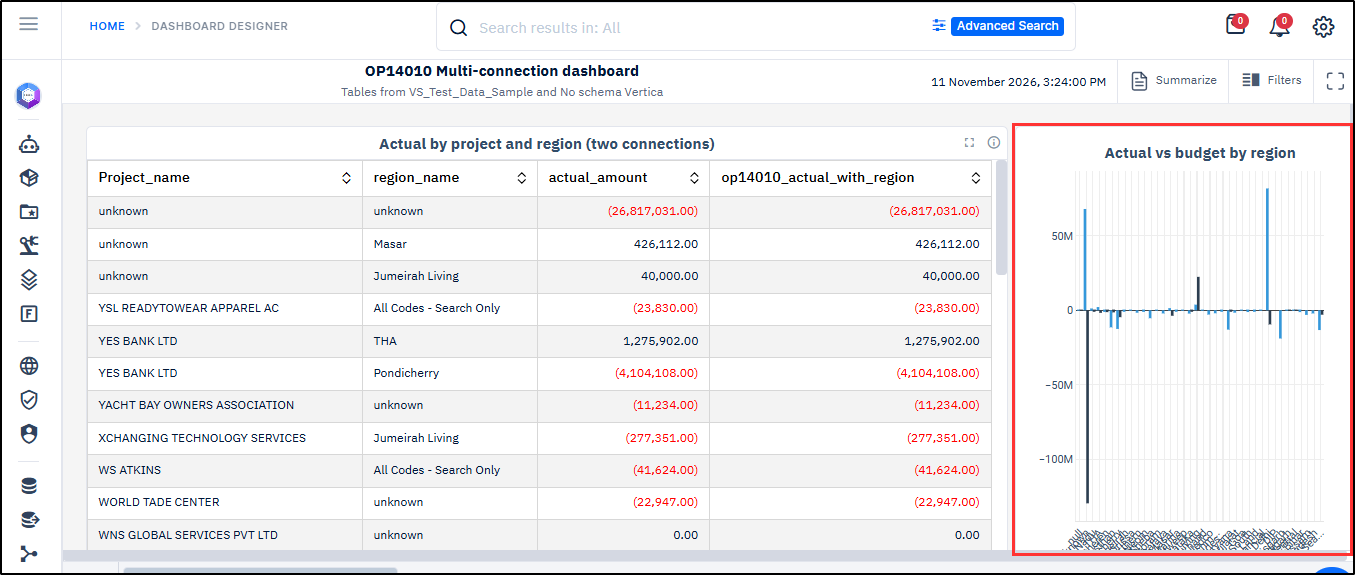 HOME > DASHBOARD DESIGNER
Search results in: All
Advanced Search
0
0
OP14010 Multi-connection dashboard
Tables from VS_Test_Data_Sample and No schema Vertica
11 November 2026, 3:24:00 PM
Summarize
Filters
Actual by project and region (two connections)
Project_name region_name actual_amount op14010_actual_with_region
unknown unknown (26,817,031.00) (26,817,031.00)
unknown Masar 426,112.00 426,112.00
unknown Jumeirah Living 40,000.00 40,000.00
YSL READYTOWEAR APPAREL AC All Codes - Search Only (23,830.00) (23,830.00)
YES BANK LTD THA 1,275,902.00 1,275,902.00
YES BANK LTD Pondicherry (4,104,108.00) (4,104,108.00)
YACHT BAY OWNERS ASSOCIATION unknown (11,234.00) (11,234.00)
XCHANGING TECHNOLOGY SERVICES Jumeirah Living (277,351.00) (277,351.00)
WS ATKINS All Codes - Search Only (41,624.00) (41,624.00)
WORLD TADE CENTER unknown (22,947.00) (22,947.00)
WNS GLOBAL SERVICES PVT LTD unknown 0.00 0.00
Actual vs budget by region
50M
0
−50M
−100M
null